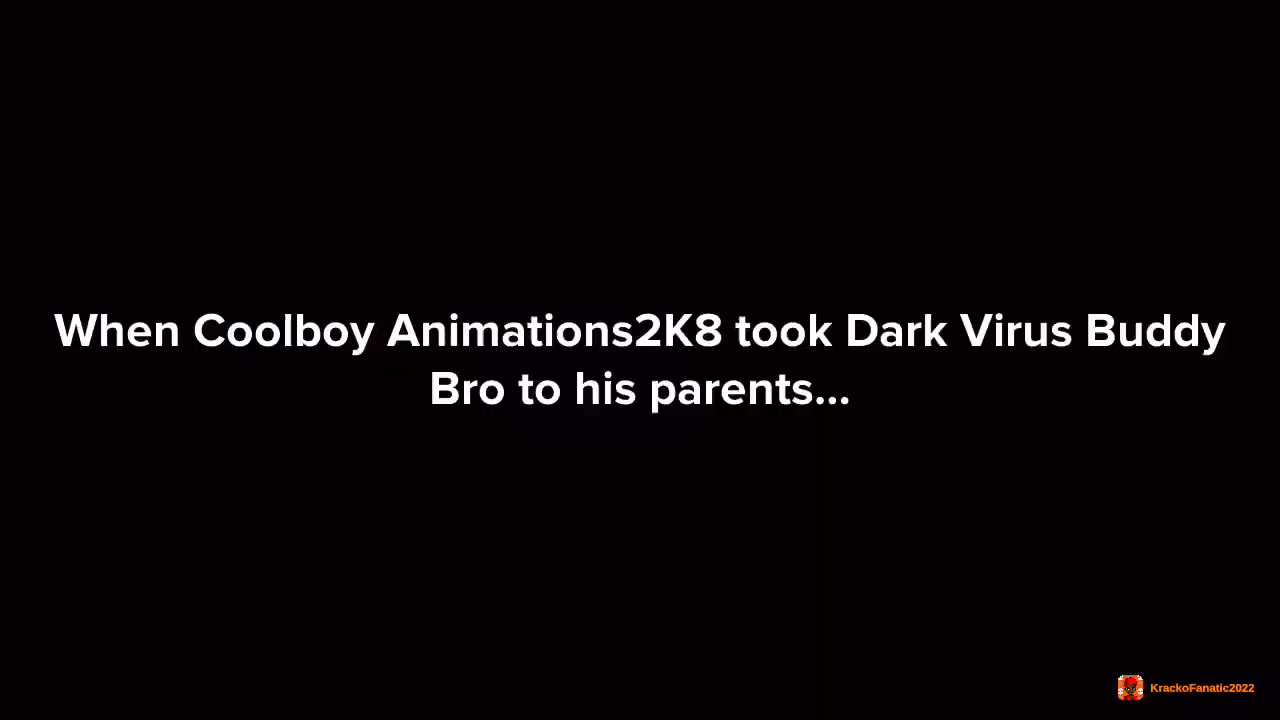 When Coolboy Animations2K8 took Dark Virus Buddy
Bro to his parents...
KrackoFanatic2022